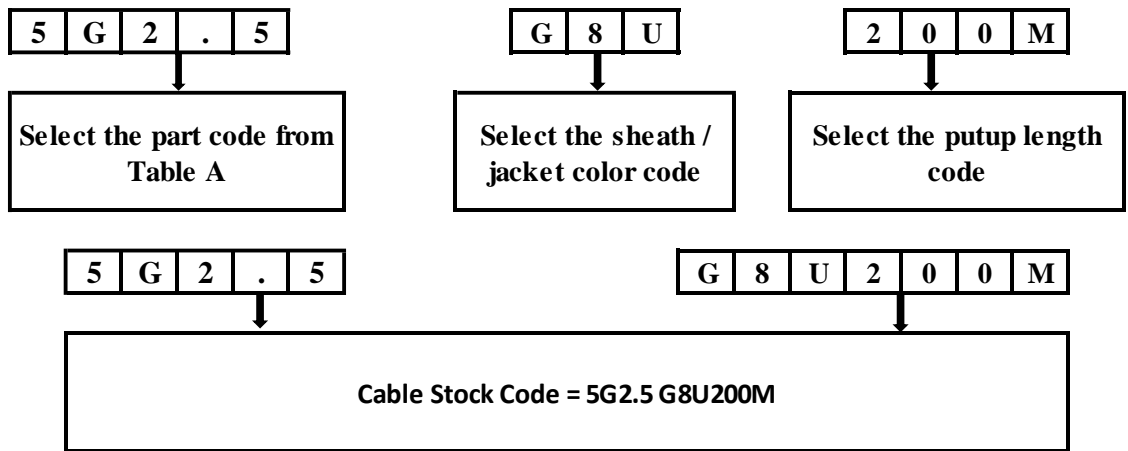 5 G 2 . 5
G 8 U
2 0 0 M
Select the part code from
Table A
Select the sheath /
jacket color code
Select the putup length
code
5 G 2 . 5
G 8 U 2 0 0 M
Cable Stock Code = 5G2.5 G8U200M